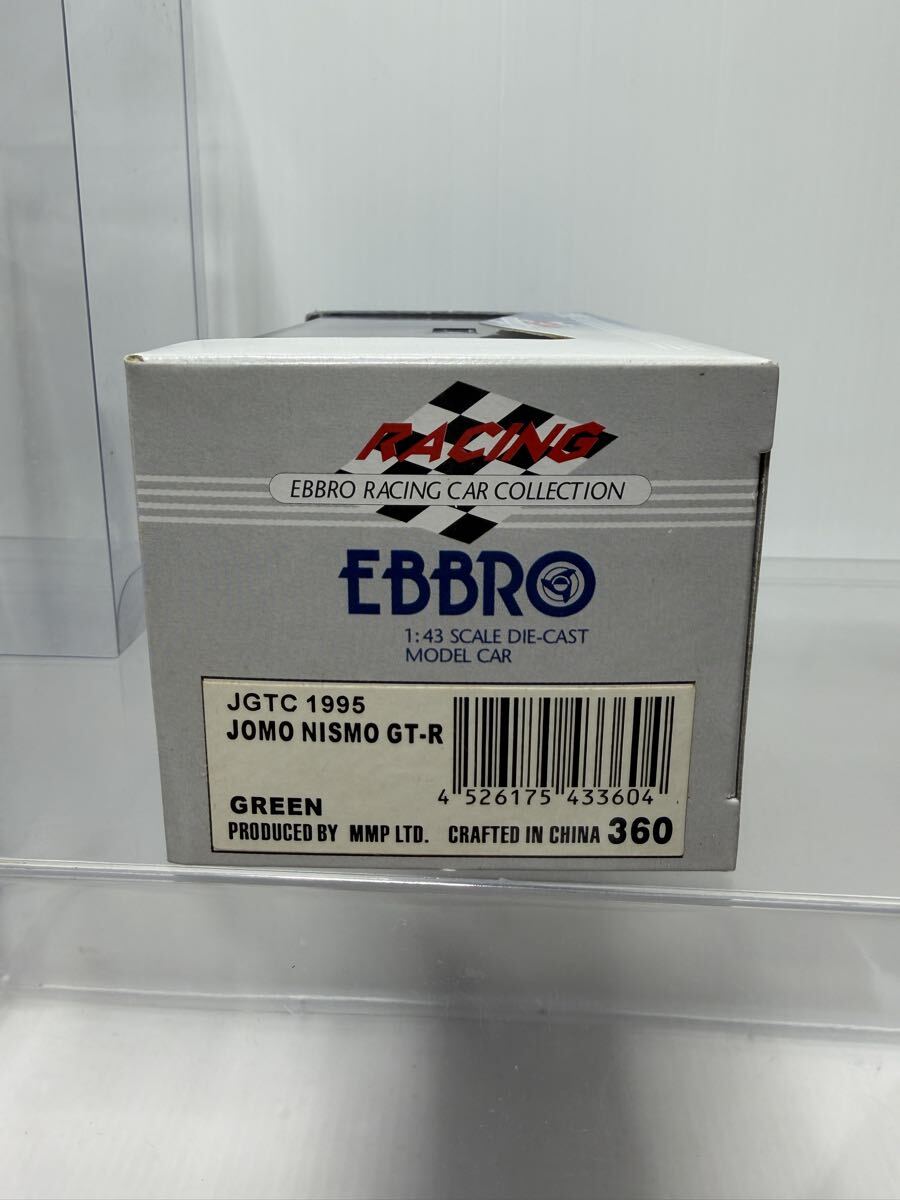 RACING
EBBRO RACING CAR COLLECTION
EBBRO
1:43 SCALE DIE-CAST
MODEL CAR
JGTC 1995
JOMO NISMO GT-R
4 526175 433604
GREEN
PRODUCED BY MMP LTD. CRAFTED IN CHINA 360